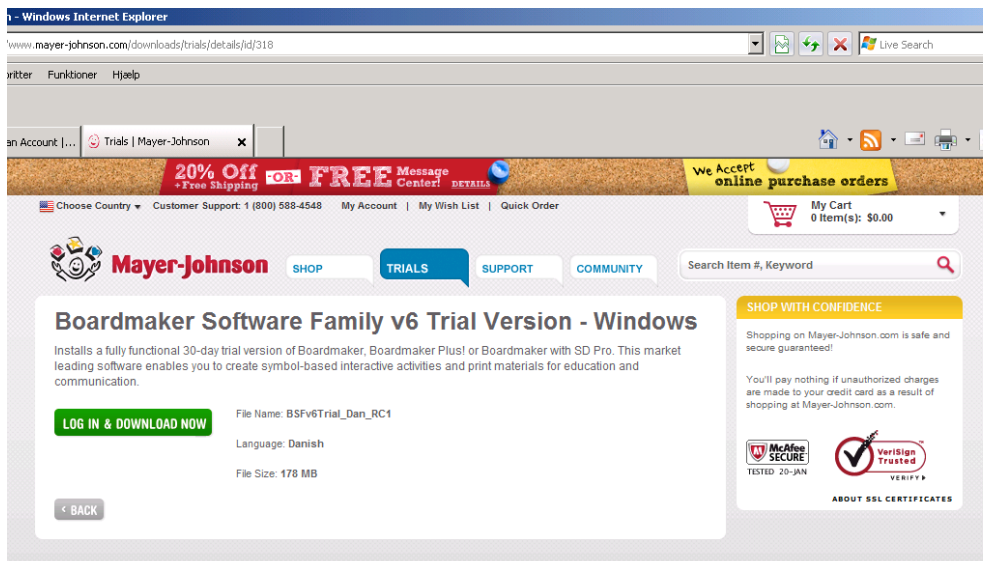 n - Windows Internet Explorer
/www.mayer-johnson.com/downloads/trials/details/id/318
Live Search
oritter Funktioner Hjælp
an Account |... Trials | Mayer-Johnson
20% Off +Free Shipping -OR- FREE Message Center! DETAILS
We Accept online purchase orders
Choose Country Customer Support: 1 (800) 588-4548 My Account | My Wish List | Quick Order
My Cart
0 Item(s): $0.00
Mayer-Johnson SHOP TRIALS SUPPORT COMMUNITY
Search Item #, Keyword
Boardmaker Software Family v6 Trial Version - Windows
Installs a fully functional 30-day trial version of Boardmaker, Boardmaker Plus! or Boardmaker with SD Pro. This market
leading software enables you to create symbol-based interactive activities and print materials for education and
communication.
LOG IN & DOWNLOAD NOW
File Name: BSFv6Trial_Dan_RC1
Language: Danish
File Size: 178 MB
< BACK
SHOP WITH CONFIDENCE
Shopping on Mayer-Johnson.com is safe and
secure guaranteed!
You'll pay nothing if unauthorized charges
are made to your credit card as a result of
shopping at Mayer-Johnson.com.
McAfee
SECURE
TESTED 20-JAN
VeriSign
Trusted
VERIFY
ABOUT SSL CERTIFICATES